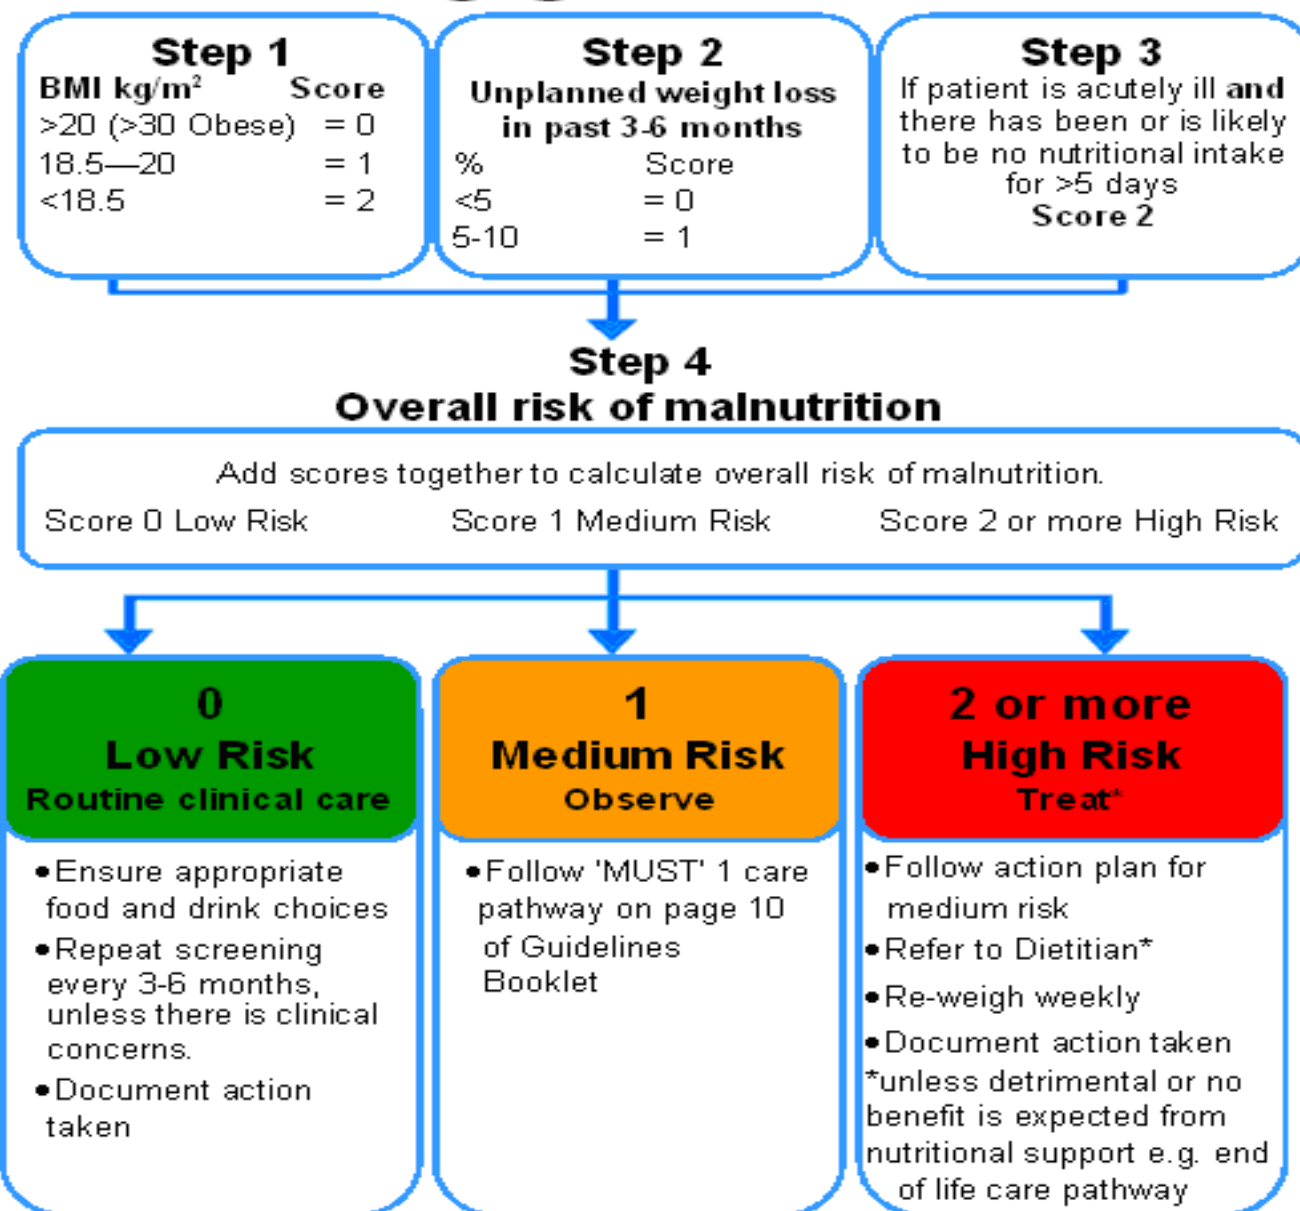 Step 1
BMI kg/m² Score
>20 (>30 Obese) = 0
18.5—20 = 1
<18.5 = 2
Step 2
Unplanned weight loss
in past 3-6 months
% Score
<5 = 0
5-10 = 1
Step 3
If patient is acutely ill and
there has been or is likely
to be no nutritional intake
for >5 days
Score 2
Step 4
Overall risk of malnutrition
Add scores together to calculate overall risk of malnutrition.
Score 0 Low Risk Score 1 Medium Risk Score 2 or more High Risk
0
Low Risk
Routine clinical care
•Ensure appropriate
food and drink choices
•Repeat screening
every 3-6 months,
unless there is clinical
concerns.
•Document action
taken
1
Medium Risk
Observe
•Follow 'MUST' 1 care
pathway on page 10
of Guidelines
Booklet
2 or more
High Risk
Treat*
•Follow action plan for
medium risk
•Refer to Dietitian*
•Re-weigh weekly
•Document action taken
*unless detrimental or no
benefit is expected from
nutritional support e.g. end
of life care pathway